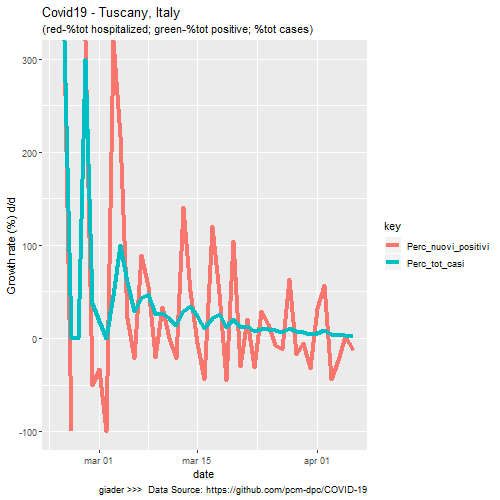 Covid19 - Tuscany, Italy
(red-%tot hospitalized; green-%tot positive; %tot cases)
300
200
100
0
-100
Growth rate (%) d/d
mar 01
mar 15
apr 01
date
key
Perc_nuovi_positivi
Perc_tot_casi
giader >>> Data Source: https://github.com/pcm-dpc/COVID-19